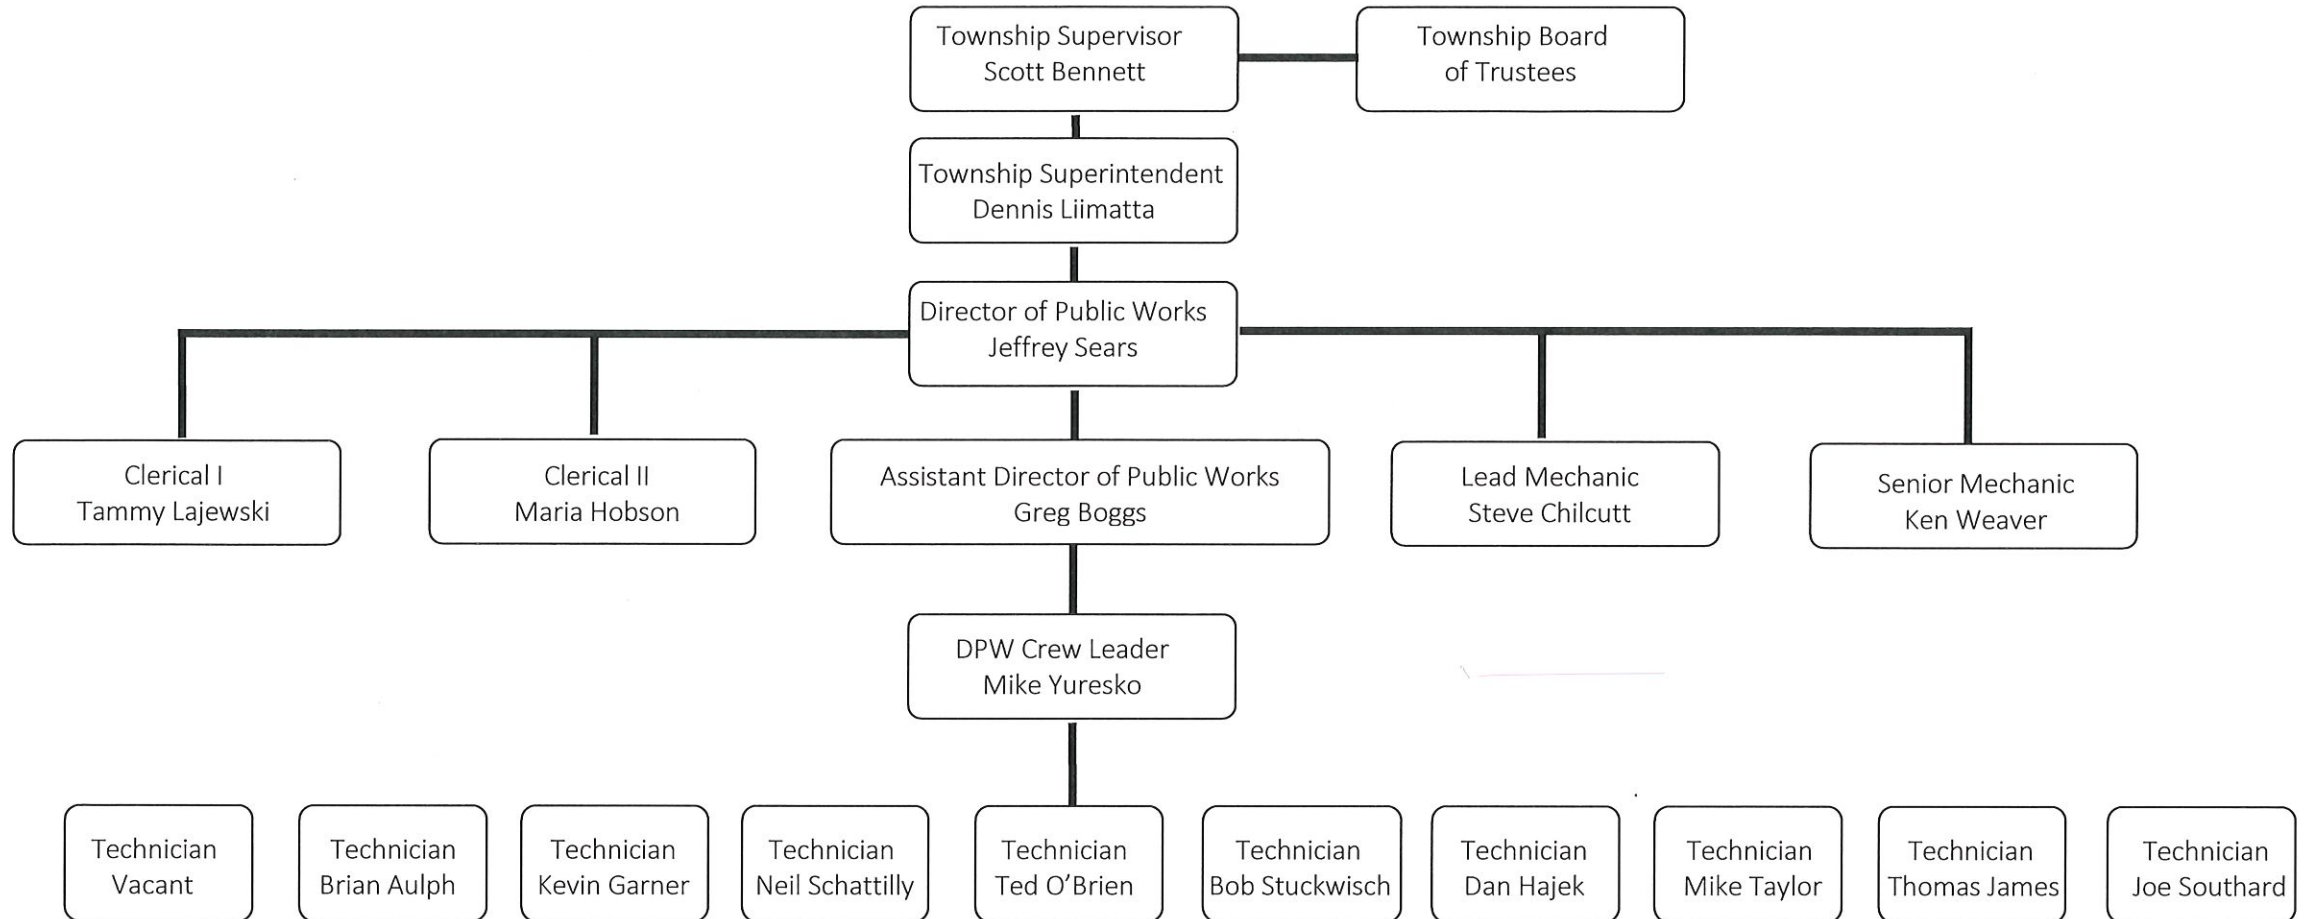 Township Supervisor
Scott Bennett
Township Board
of Trustees
Township Superintendent
Dennis Liimatta
Director of Public Works
Jeffrey Sears
Clerical I
Tammy Lajewski
Clerical II
Maria Hobson
Assistant Director of Public Works
Greg Boggs
Lead Mechanic
Steve Chilcutt
Senior Mechanic
Ken Weaver
DPW Crew Leader
Mike Yuresko
Technician
Vacant
Technician
Brian Aulph
Technician
Kevin Garner
Technician
Neil Schattilly
Technician
Ted O’Brien
Technician
Bob Stuckwisch
Technician
Dan Hajek
Technician
Mike Taylor
Technician
Thomas James
Technician
Joe Southard